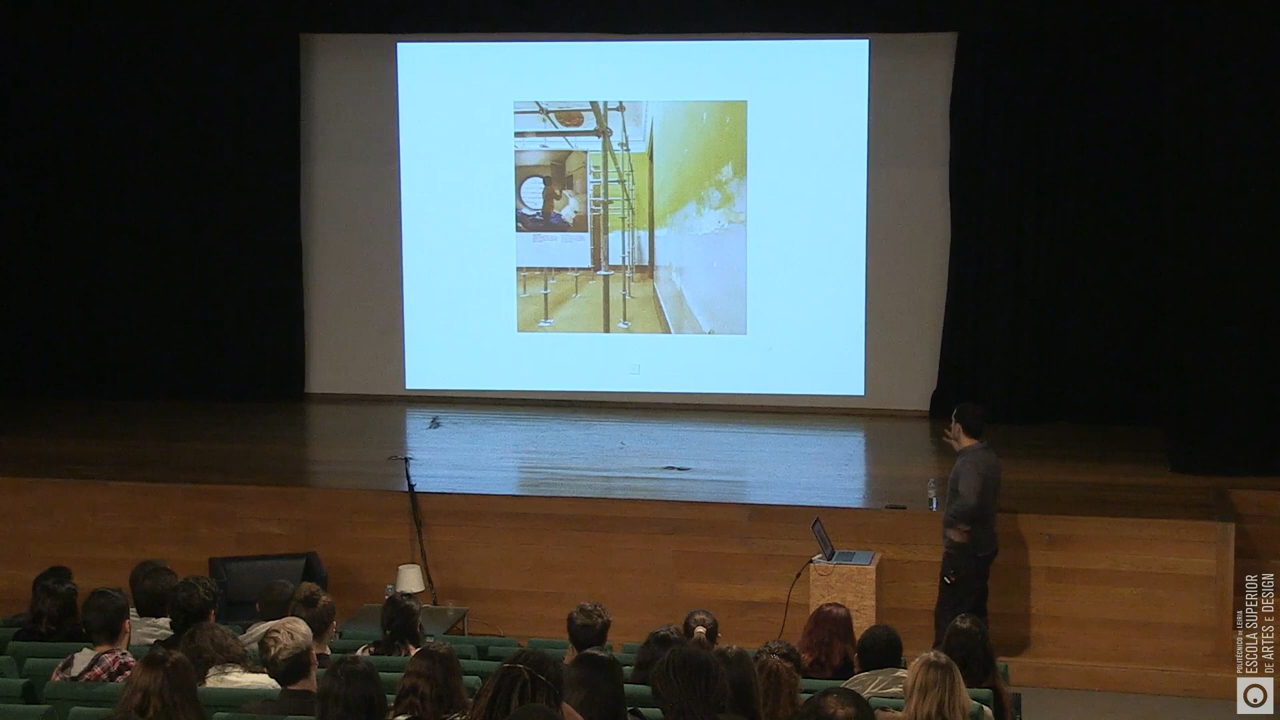 POLITÉCNICO DE LEIRIA
ESCOLA SUPERIOR
DE ARTES E DESIGN